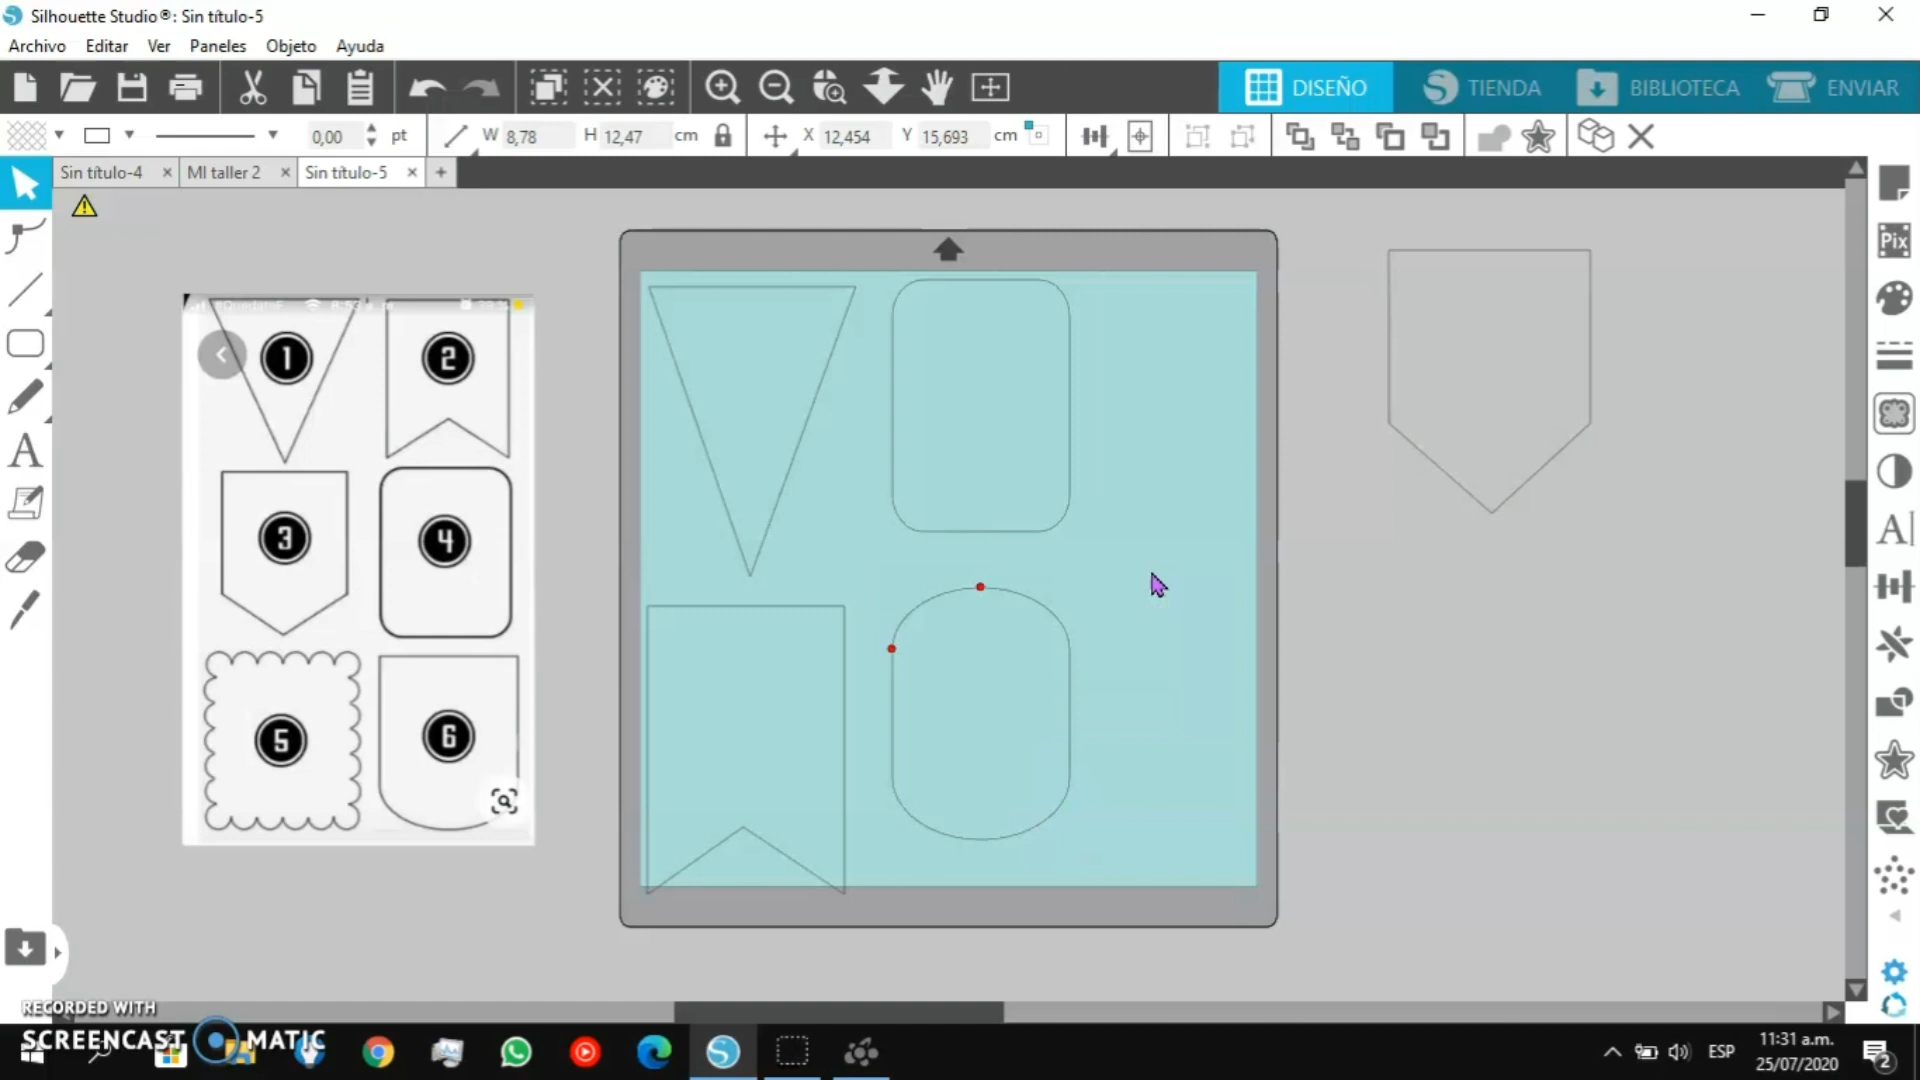 Silhouette Studio®: Sin título-5
Archivo Editar Ver Paneles Objeto Ayuda
DISEÑO TIENDA BIBLIOTECA ENVIAR
0,00 pt W 8,78 H 12,47 cm X 12,454 Y 15,693 cm
Sin título-4 MI taller 2 Sin título-5
Pix
1 2
3 4
5 6
RECORDED WITH
SCREENCAST MATIC
ESP
11:31 a.m.
25/07/2020
2